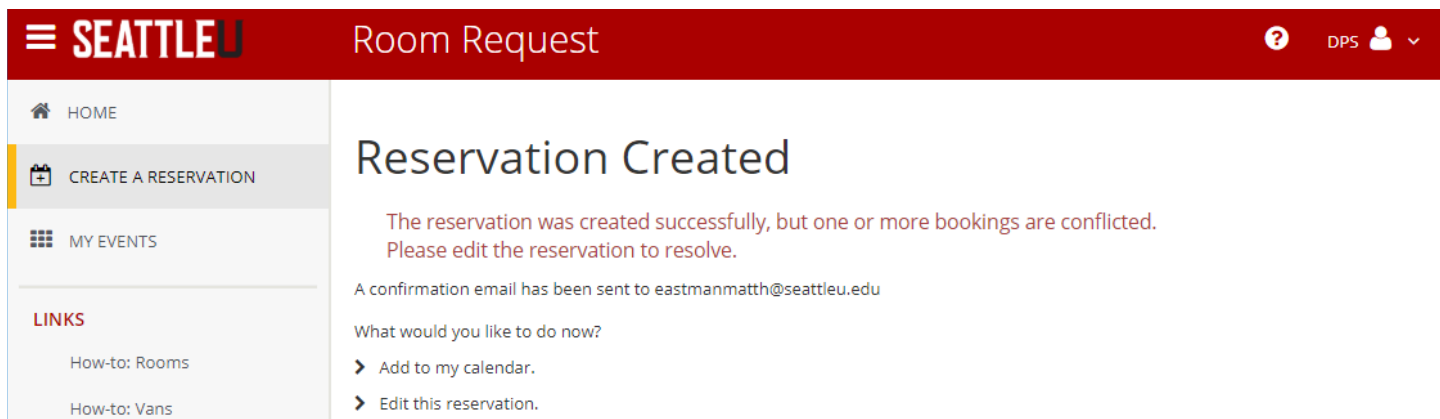 SEATTLEU
Room Request
? DPS
HOME
CREATE A RESERVATION
MY EVENTS
LINKS
How-to: Rooms
How-to: Vans
Reservation Created
The reservation was created successfully, but one or more bookings are conflicted.
Please edit the reservation to resolve.
A confirmation email has been sent to eastmanmatth@seattleu.edu
What would you like to do now?
Add to my calendar.
Edit this reservation.